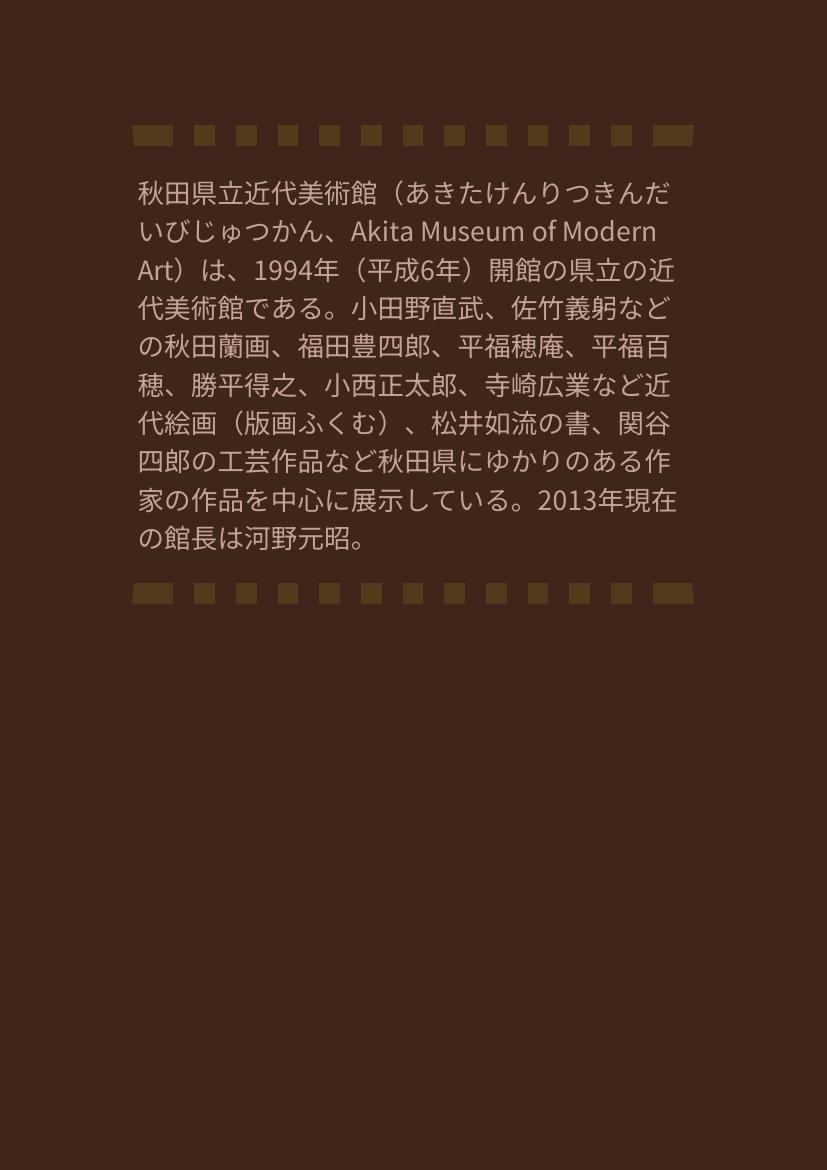 秋田県立近代美術館（あきたけんりつきんだ
いびじゅつかん、Akita Museum of Modern
Art）は、1994年（平成6年）開館の県立の近
代美術館である。小田野直武、佐竹義躬など
の秋田蘭画、福田豊四郎、平福穂庵、平福百
穂、勝平得之、小西正太郎、寺崎広業など近
代絵画（版画ふくむ）、松井如流の書、関谷
四郎の工芸作品など秋田県にゆかりのある作
家の作品を中心に展示している。2013年現在
の館長は河野元昭。